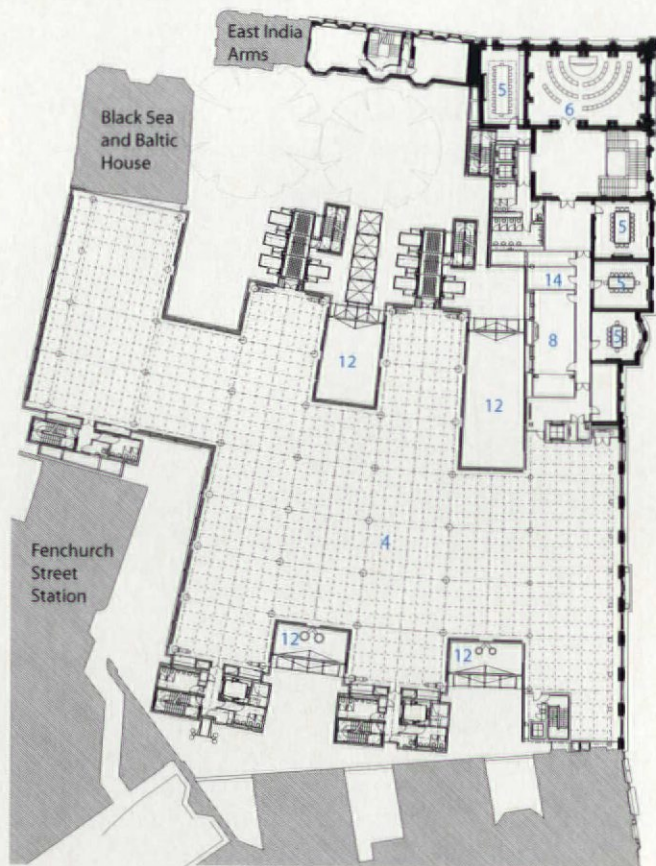 East India
Arms
5
6
Black Sea
and Baltic
House
5
14
5
12
8
5
12
Fenchurch
Street
Station
4
12
12